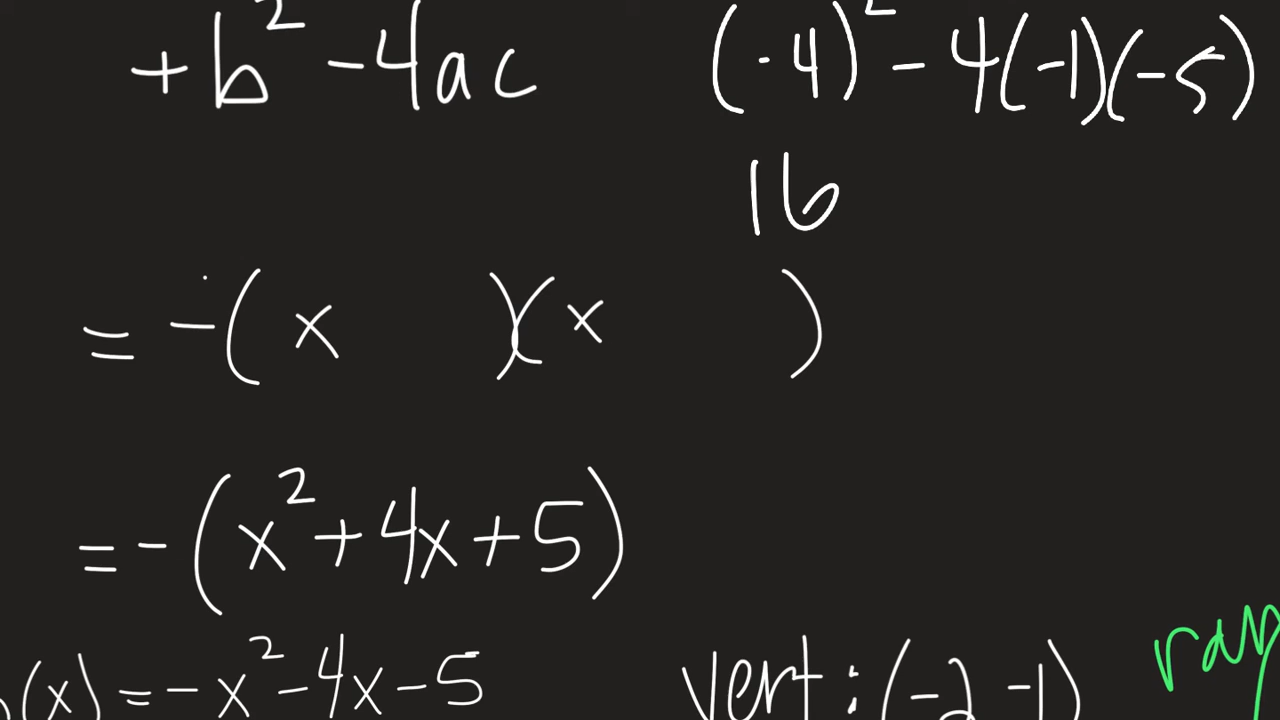 +b² -4ac (-4)² - 4(-1)(-5)
16
= -(x )(x )
= -(x² + 4x + 5)
(x) = -x² - 4x - 5 vert: (-2 -1)